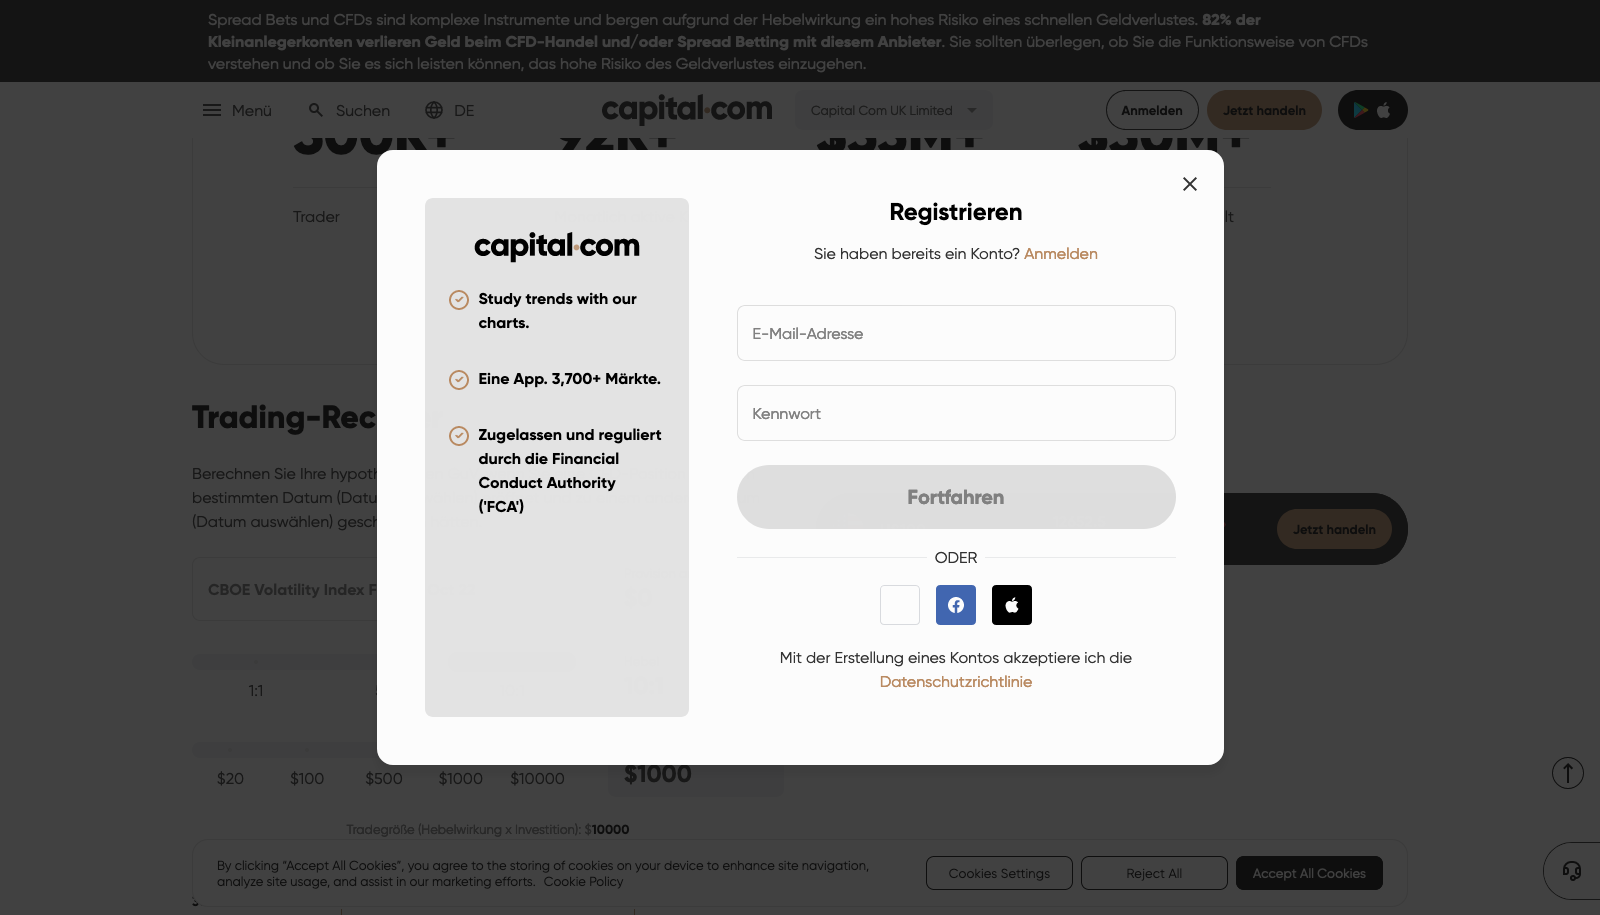 Spread Bets und CFDs sind komplexe Instrumente und bergen aufgrund der Hebelwirkung ein hohes Risiko eines schnellen Geldverlustes. 82% der
Kleinanlegerkonten verlieren Geld beim CFD-Handel und/oder Spread Betting mit diesem Anbieter. Sie sollten überlegen, ob Sie die Funktionsweise von CFDs
verstehen und ob Sie es sich leisten können, das hohe Risiko des Geldverlustes einzugehen.
Menü
Suchen
DE
capital.com
Capital Com UK Limited
Anmelden
Jetzt handeln
Trader
Registrieren
Sie haben bereits ein Konto? Anmelden
capital.com
Study trends with our
charts.
Eine App. 3,700+ Märkte.
Zugelassen und reguliert
durch die Financial
Conduct Authority
('FCA')
E-Mail-Adresse
Kennwort
Fortfahren
ODER
Mit der Erstellung eines Kontos akzeptiere ich die
Datenschutzrichtlinie
Trading-Rec
Berechnen Sie Ihre hypoth
bestimmten Datum (Datu
(Datum auswählen) gesch
Jetzt handeln
CBOE Volatility Index F
1:1
$20
$100
$500
$1000
$10000
$1000
Tradegröße (Hebelwirkung x Investition): $10000
By clicking "Accept All Cookies", you agree to the storing of cookies on your device to enhance site navigation,
analyze site usage, and assist in our marketing efforts. Cookie Policy
Cookies Settings
Reject All
Accept All Cookies